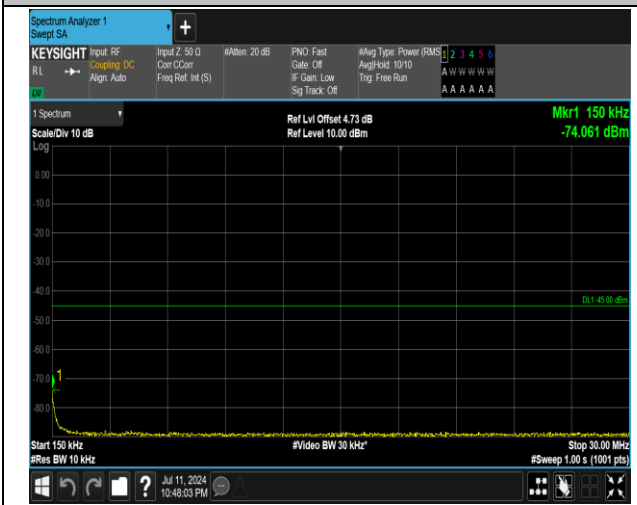 Spectrum Analyzer 1
Swept SA
+
KEYSIGHT Input: RF Input Z: 50 Ω #Atten: 20 dB PNO: Fast #Avg Type: Power (RMS 1 2 3 4 5 6
RL Coupling: DC Corr CCorr Gate: Off Avg|Hold: 10/10 A W W W W W
Align: Auto Freq Ref: Int (S) IF Gain: Low Trig: Free Run
Sig Track: Off A A A A A A
1 Spectrum
Ref Lvl Offset 4.73 dB Mkr1 150 kHz
Scale/Div 10 dB Ref Level 10.00 dBm -74.061 dBm
Log
0.00
-10.0
-20.0
-30.0
-40.0
DL1 -45.00 dBm
-50.0
-60.0
-70.0 1
-80.0
Start 150 kHz #Video BW 30 kHz* Stop 30.00 MHz
#Res BW 10 kHz #Sweep 1.00 s (1001 pts)
? Jul 11, 2024
10:48:03 PM